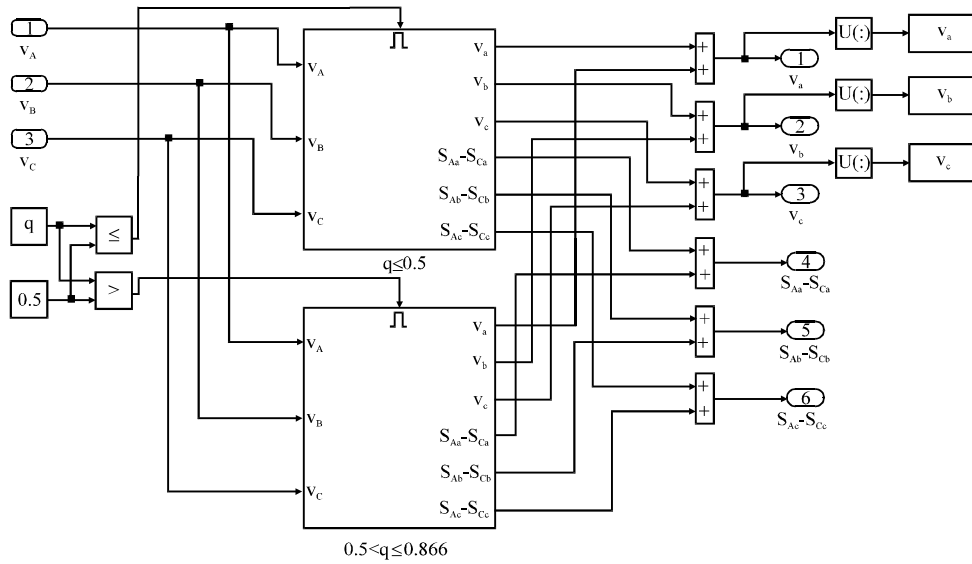 1
v_A
2
v_B
3
v_C
q
≤
0.5
>
v_A
v_B
v_C
v_a
v_b
v_c
S_Aa-S_Ca
S_Ab-S_Cb
S_Ac-S_Cc
q≤0.5
v_A
v_B
v_C
v_a
v_b
v_c
S_Aa-S_Ca
S_Ab-S_Cb
S_Ac-S_Cc
0.5<q≤0.866
+
+
+
+
+
+
+
+
+
+
+
+
1
v_a
2
v_b
3
v_c
4
S_Aa-S_Ca
5
S_Ab-S_Cb
6
S_Ac-S_Cc
U(:)
v_a
U(:)
v_b
U(:)
v_c